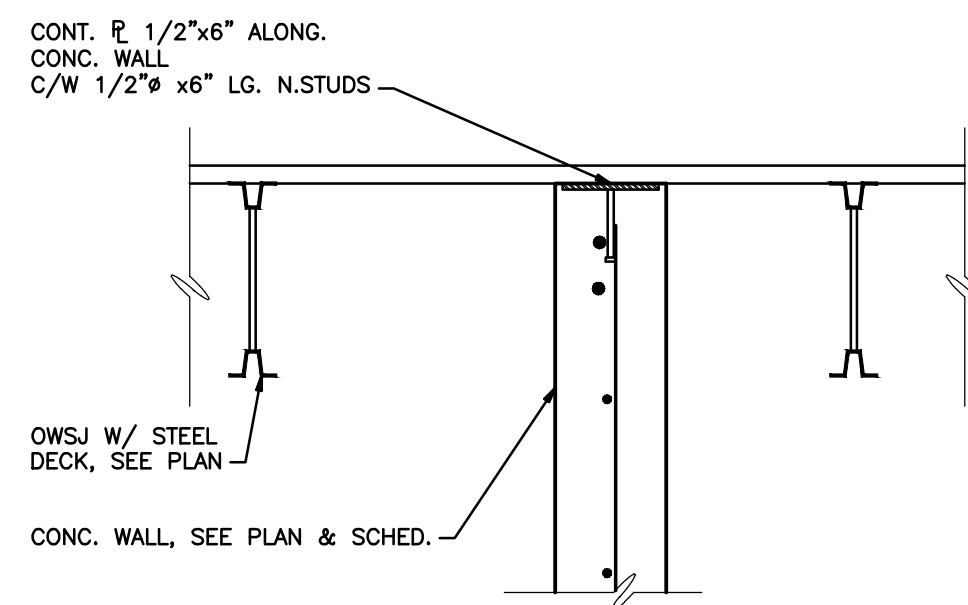 CONT. ⅊ 1/2"x6" ALONG.
CONC. WALL
C/W 1/2"ø x6" LG. N.STUDS
OWSJ W/ STEEL
DECK, SEE PLAN
CONC. WALL, SEE PLAN & SCHED.